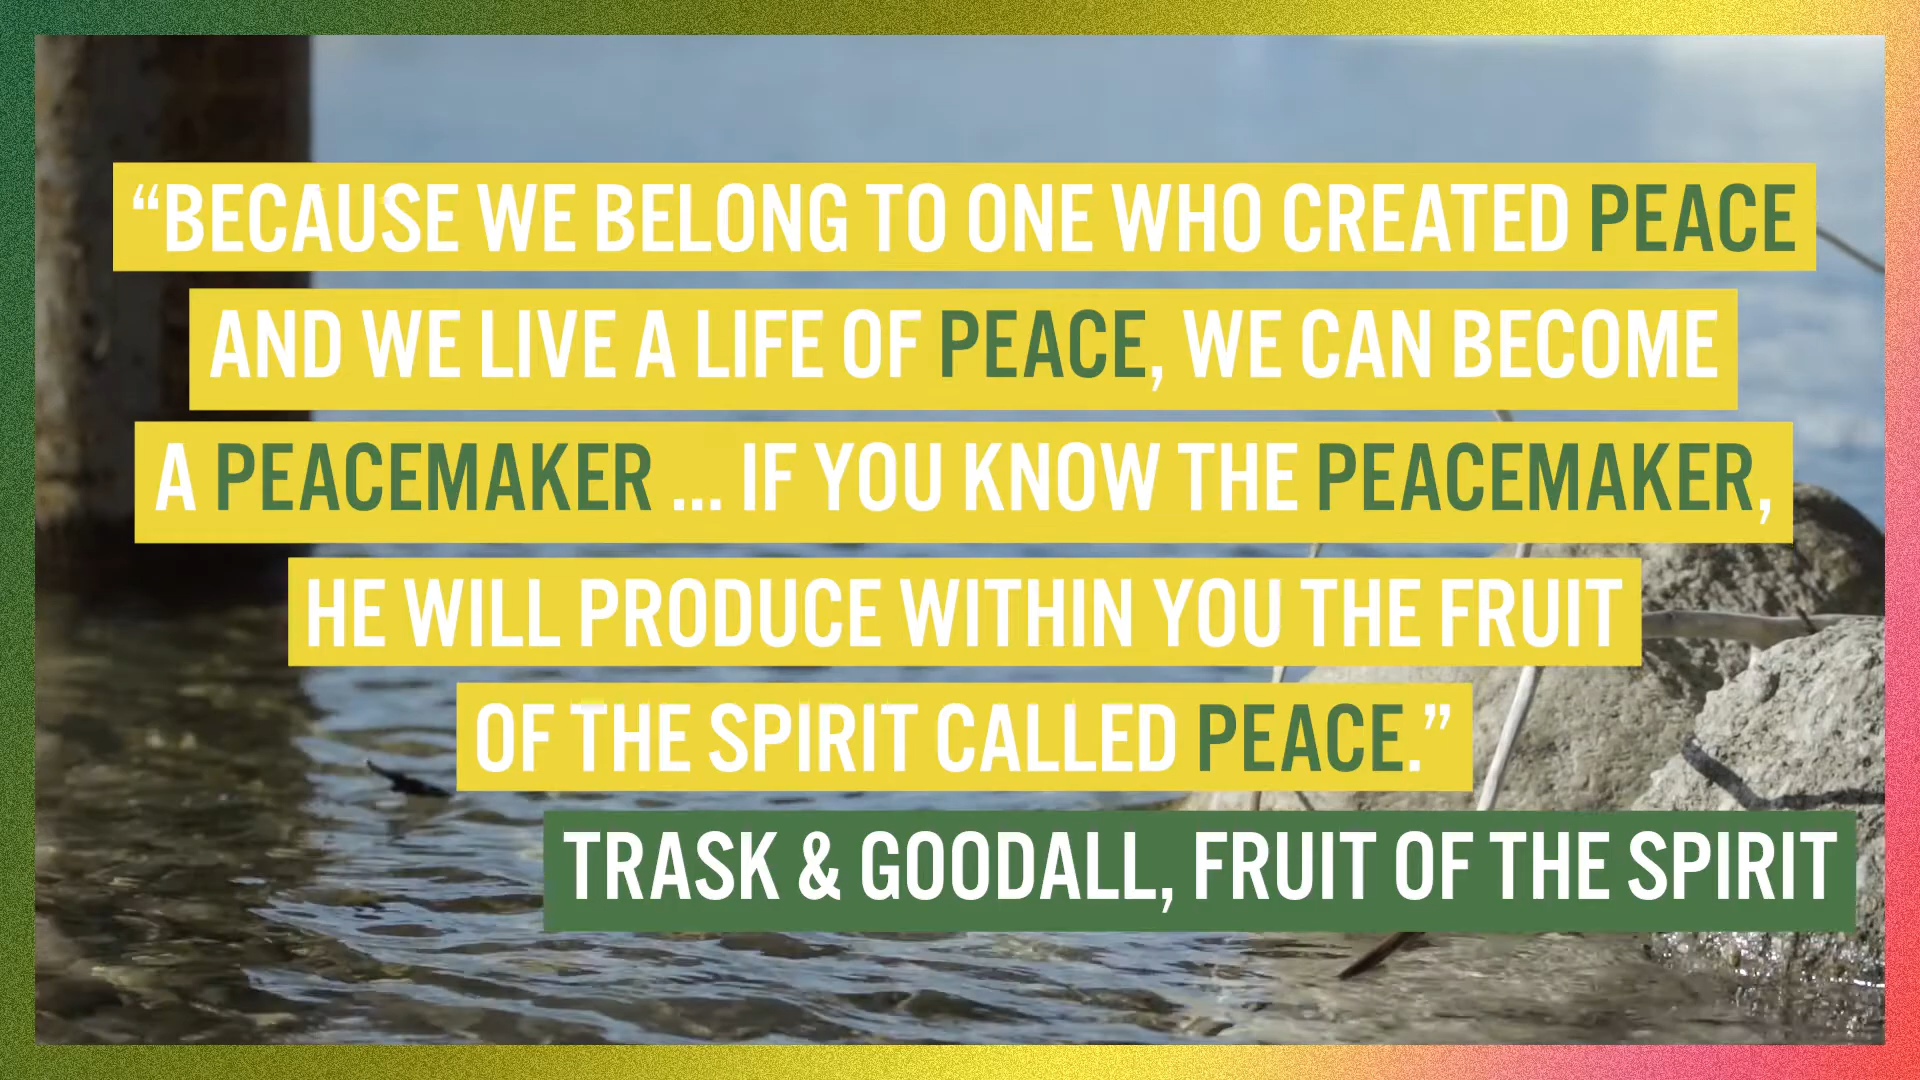 “BECAUSE WE BELONG TO ONE WHO CREATED PEACE
AND WE LIVE A LIFE OF PEACE, WE CAN BECOME
A PEACEMAKER ... IF YOU KNOW THE PEACEMAKER,
HE WILL PRODUCE WITHIN YOU THE FRUIT
OF THE SPIRIT CALLED PEACE.”
TRASK & GOODALL, FRUIT OF THE SPIRIT